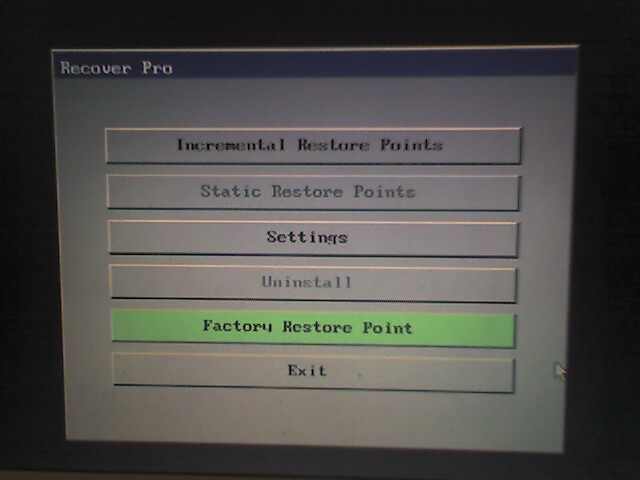 Recover Pro
Incremental Restore Points
Static Restore Points
Settings
Uninstall
Factory Restore Point
Exit